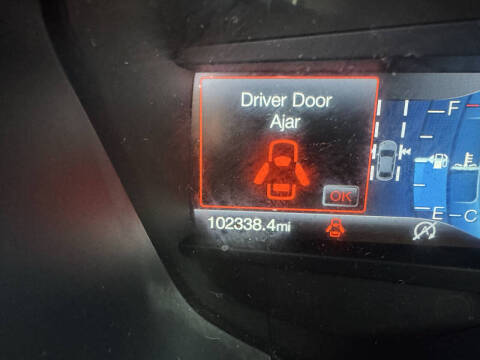 Driver Door
Ajar
OK
102338.4mi
F
E
C